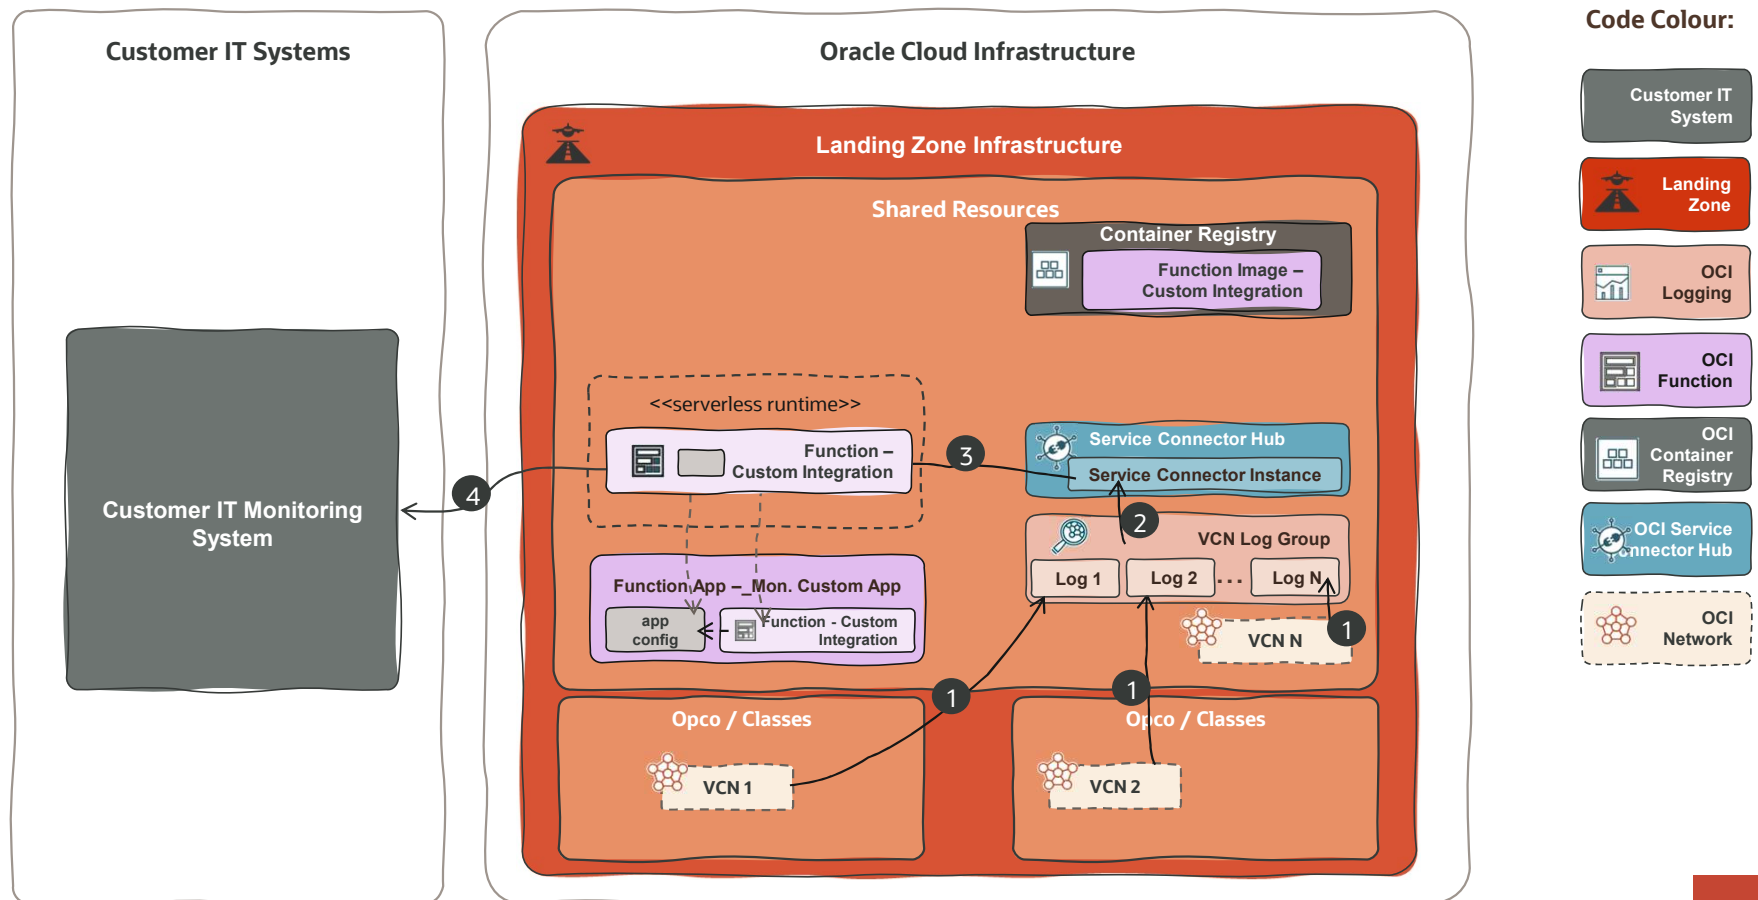 Customer IT Systems
Oracle Cloud Infrastructure
Code Colour:
Landing Zone Infrastructure
Shared Resources
Container Registry
Function Image –
Custom Integration
<<serverless runtime>>
Function –
Custom Integration
3
Service Connector Hub
Service Connector Instance
4
Customer IT Monitoring
System
2
VCN Log Group
Log 1
Log 2
...
Log N
Function App –_Mon. Custom App
app
config
Function - Custom
Integration
VCN N
1
1
1
Opco / Classes
VCN 1
Opco / Classes
VCN 2
Customer IT
System
Landing
Zone
OCI
Logging
OCI
Function
OCI
Container
Registry
OCI Service
nnector Hub
OCI
Network